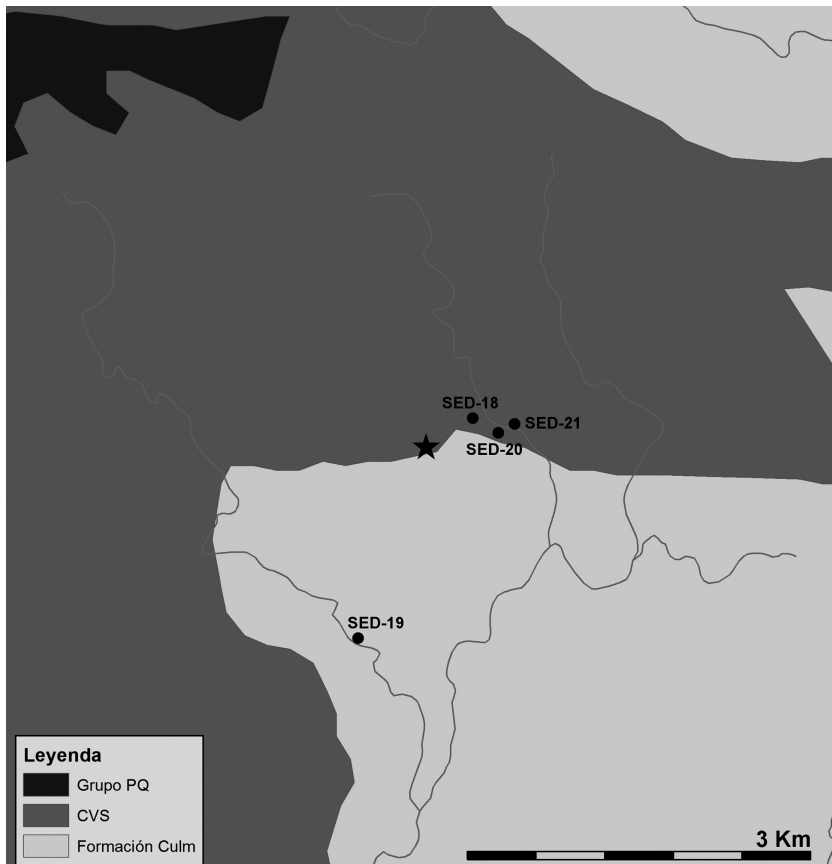 SED-18
SED-21
SED-20
SED-19
Leyenda
Grupo PQ
CVS
Formación Culm
3 Km